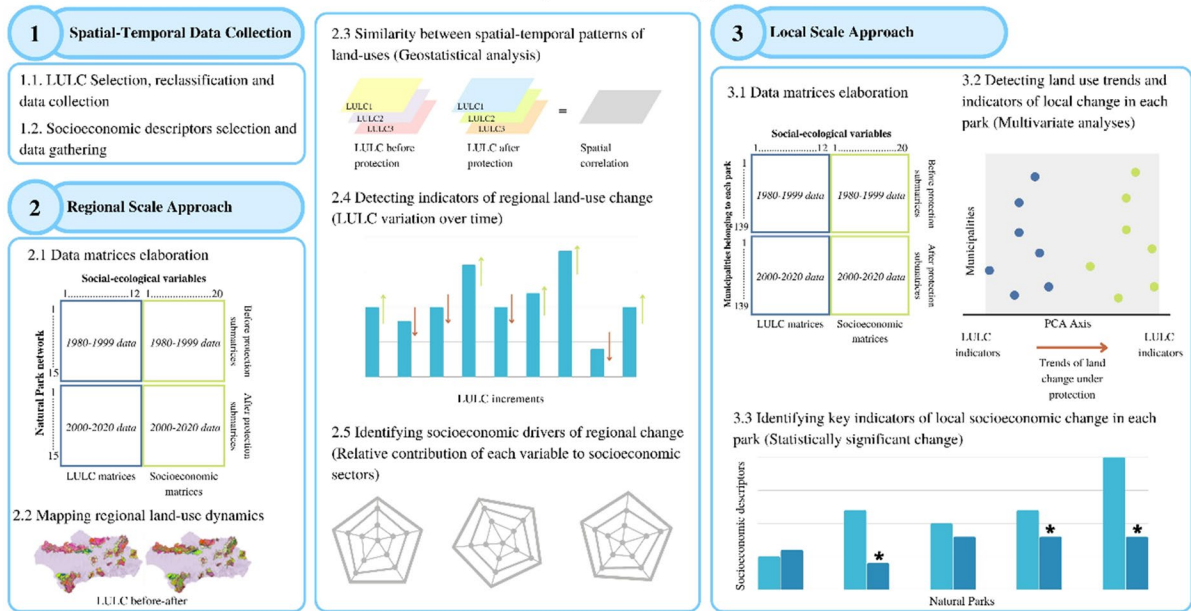 1
Spatial-Temporal Data Collection
1.1. LULC Selection, reclassification and
data collection
1.2. Socioeconomic descriptors selection and
data gathering
2
Regional Scale Approach
2.1 Data matrices elaboration
Social-ecological variables
1....................12 1....................20
Natural Park network
1
15
1
15
1980-1999 data
1980-1999 data
2000-2020 data
2000-2020 data
Before protection
submatrices
After protection
submatrices
LULC matrices
Socioeconomic
matrices
2.2 Mapping regional land-use dynamics
LULC before-after
2.3 Similarity between spatial-temporal patterns of
land-uses (Geostatistical analysis)
LULC1
LULC2
LULC3
LULC1
LULC2
LULC3
=
LULC before
protection
LULC after
protection
Spatial
correlation
2.4 Detecting indicators of regional land-use change
(LULC variation over time)
LULC increments
2.5 Identifying socioeconomic drivers of regional change
(Relative contribution of each variable to socioeconomic
sectors)
3
Local Scale Approach
3.1 Data matrices elaboration
Social-ecological variables
1....................12 1....................20
Municipalities belonging to each park
1
139
1
139
1980-1999 data
1980-1999 data
2000-2020 data
2000-2020 data
Before protection
submatrices
After protection
submatrices
LULC matrices
Socioeconomic
matrices
3.2 Detecting land use trends and
indicators of local change in each
park (Multivariate analyses)
Municipalities
PCA Axis
LULC
indicators
LULC
indicators
Trends of land
change under
protection
3.3 Identifying key indicators of local socioeconomic change in each
park (Statistically significant change)
Socioeconomic descriptors
*
*
*
Natural Parks